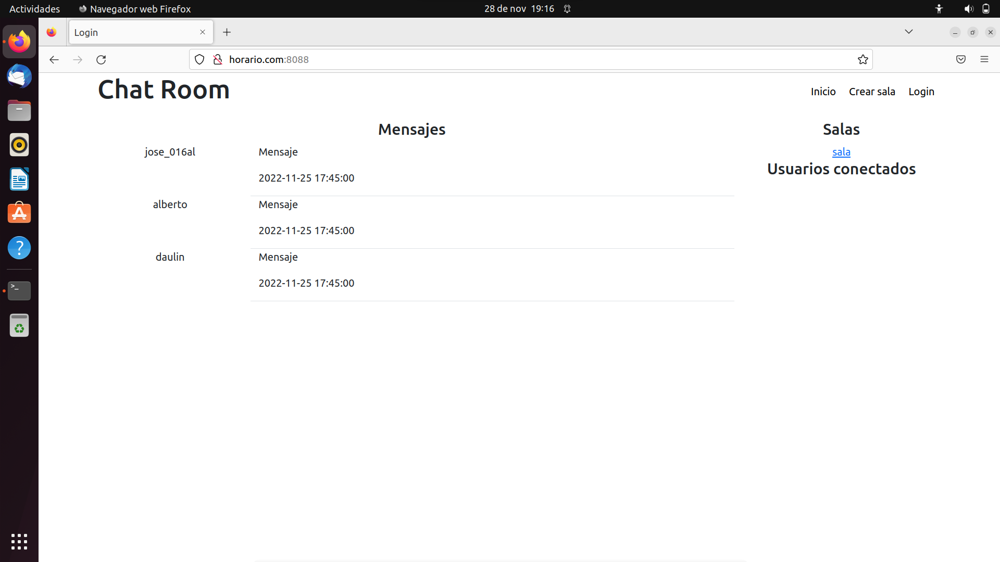 Actividades Navegador web Firefox 28 de nov 19:16
Login
horario.com:8088
Chat Room
Inicio Crear sala Login
Mensajes
jose_016al Mensaje
2022-11-25 17:45:00
alberto Mensaje
2022-11-25 17:45:00
daulin Mensaje
2022-11-25 17:45:00
Salas
sala
Usuarios conectados